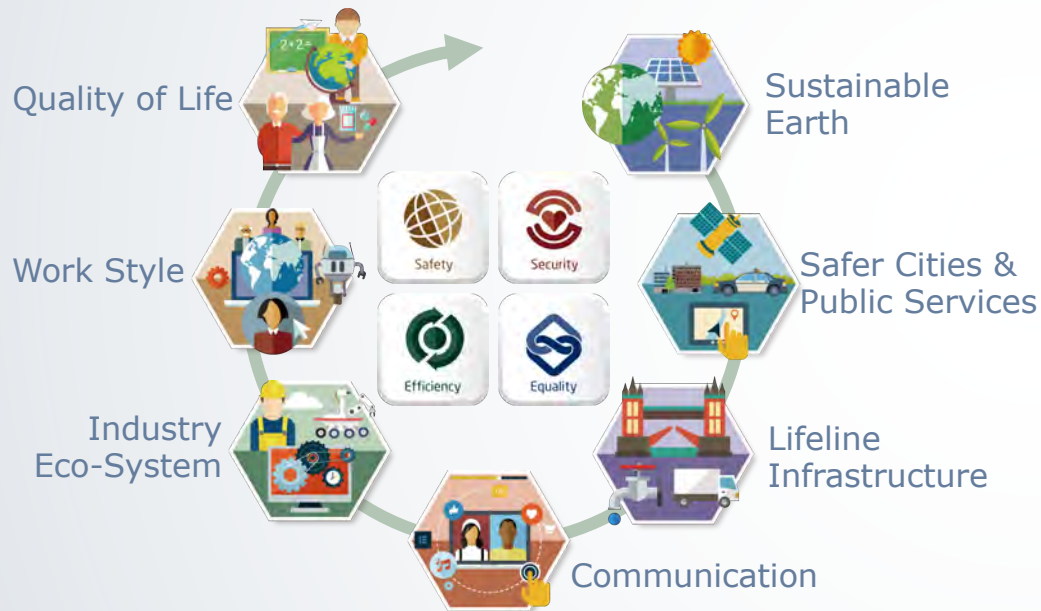 2+2=
Quality of Life
Sustainable
Earth
Safety
Security
Work Style
Safer Cities &
Public Services
Efficiency
Equality
Industry
Eco-System
Lifeline
Infrastructure
Communication